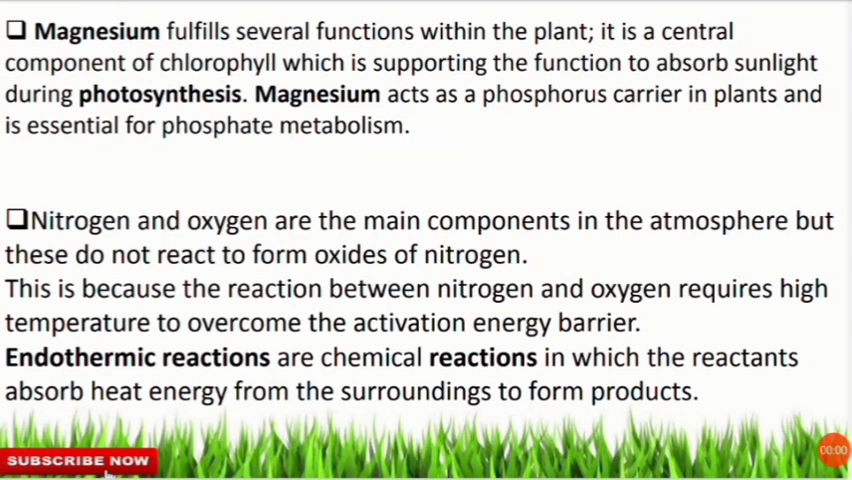 ❑ Magnesium fulfills several functions within the plant; it is a central
component of chlorophyll which is supporting the function to absorb sunlight
during photosynthesis. Magnesium acts as a phosphorus carrier in plants and
is essential for phosphate metabolism.
❑Nitrogen and oxygen are the main components in the atmosphere but
these do not react to form oxides of nitrogen.
This is because the reaction between nitrogen and oxygen requires high
temperature to overcome the activation energy barrier.
Endothermic reactions are chemical reactions in which the reactants
absorb heat energy from the surroundings to form products.
SUBSCRIBE NOW
00:00